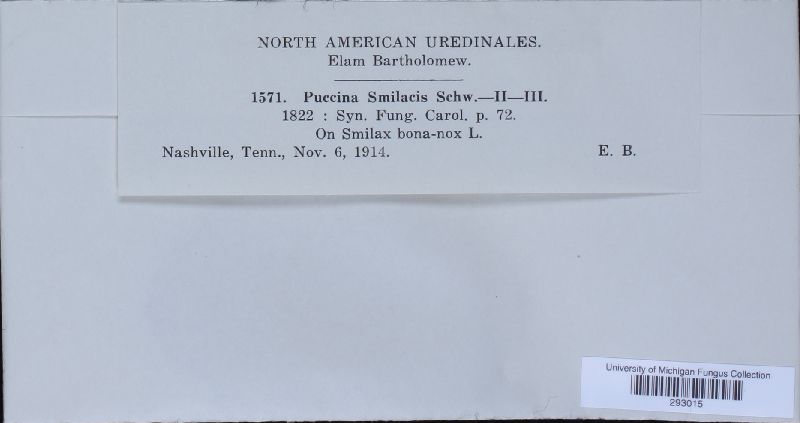 NORTH AMERICAN UREDINALES.
Elam Bartholomew.
1571. Puccina Smilacis Schw.—II—III.
1822 : Syn. Fung. Carol. p. 72.
On Smilax bona-nox L.
Nashville, Tenn., Nov. 6, 1914. E. B.
University of Michigan Fungus Collection
293015